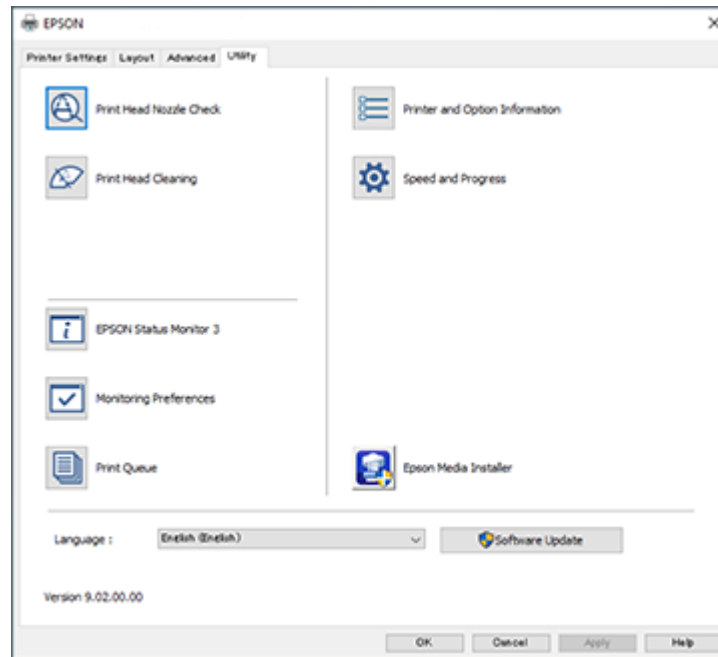 EPSON
Printer Settings Layout Advanced Utility
Print Head Nozzle Check
Print Head Cleaning
EPSON Status Monitor 3
Monitoring Preferences
Print Queue
Printer and Option Information
Speed and Progress
Epson Media Installer
Language : English (English) Software Update
Version 9.02.00.00
OK Cancel Apply Help